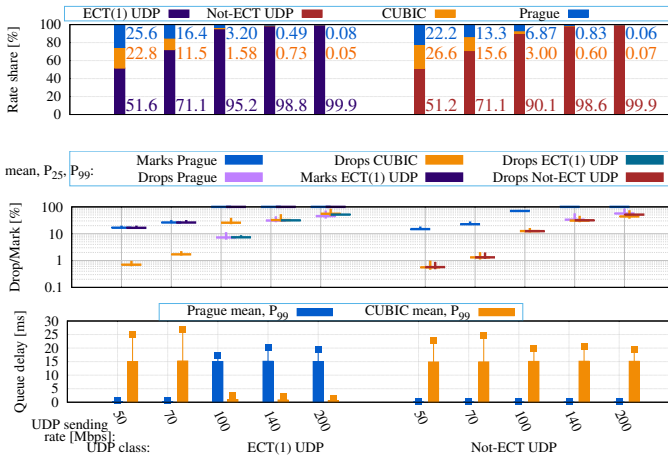 ECT(1) UDP Not-ECT UDP CUBIC Prague
Rate share [%]
100
80
60
40
20
0
25.6 16.4 3.20 0.49 0.08 22.2 13.3 6.87 0.83 0.06
22.8 11.5 1.58 0.73 0.05 26.6 15.6 3.00 0.60 0.07
51.6 71.1 95.2 98.8 99.9 51.2 71.1 90.1 98.6 99.9
mean, P25, P99:
Marks Prague Drops CUBIC Drops ECT(1) UDP
Drops Prague Marks ECT(1) UDP Drops Not-ECT UDP
Drop/Mark [%]
100
10
1
0.1
Prague mean, P99 CUBIC mean, P99
Queue delay [ms]
30
25
20
15
10
5
0
50 70 100 140 200 50 70 100 140 200
UDP sending
rate [Mbps]:
UDP class: ECT(1) UDP Not-ECT UDP